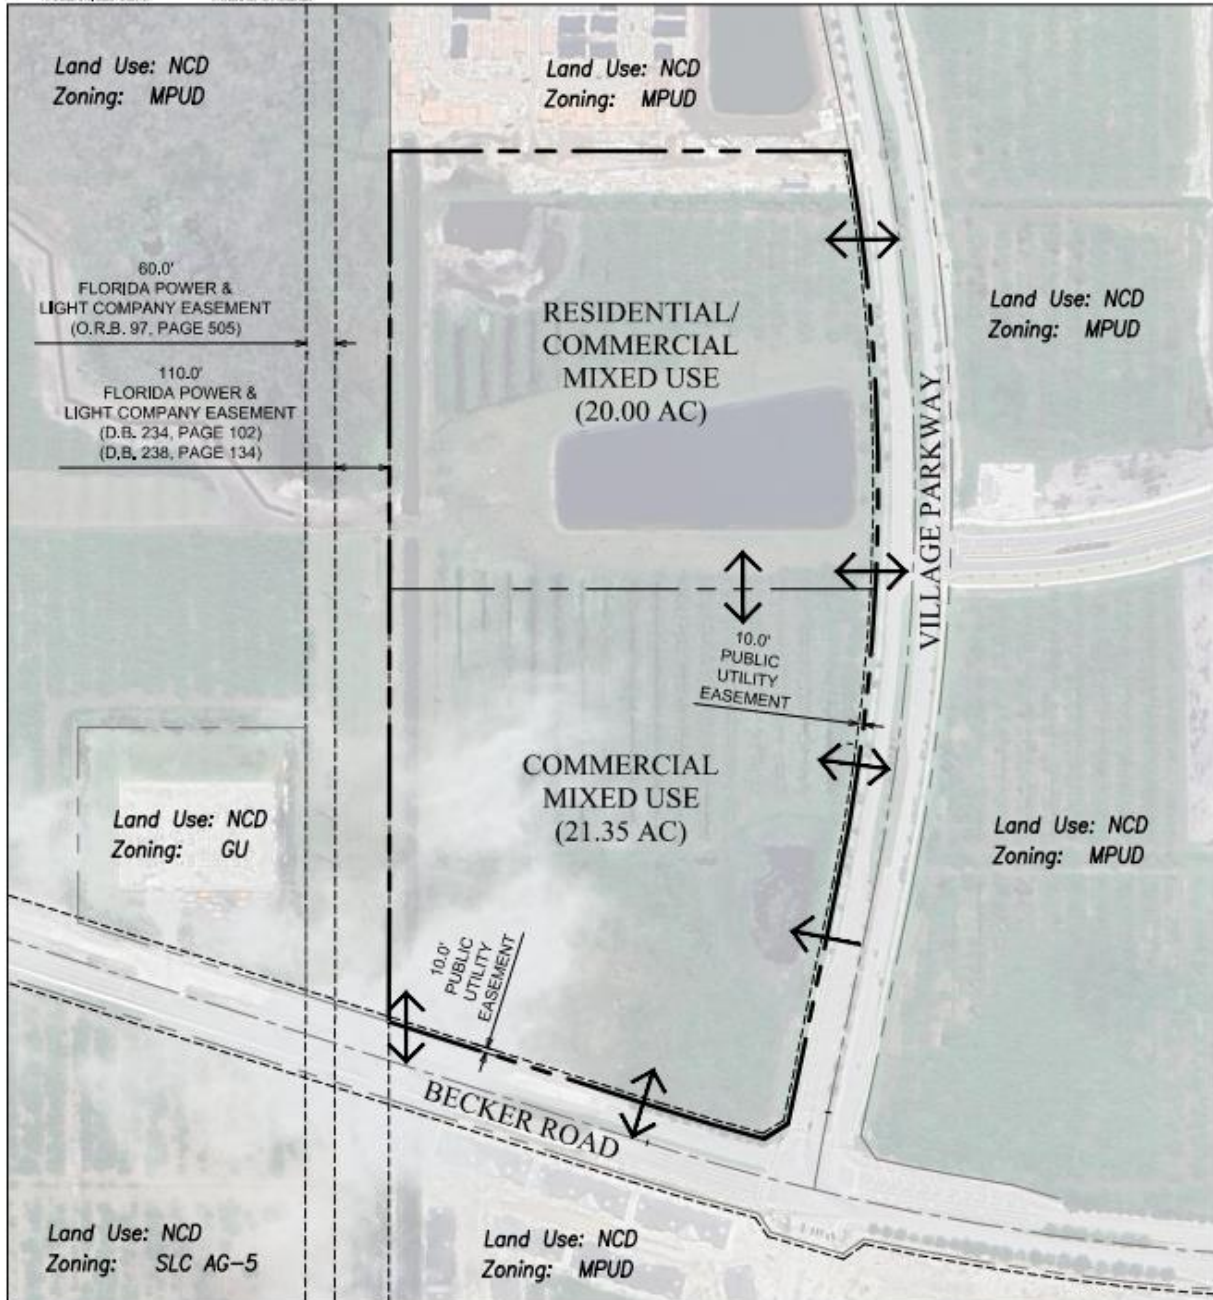 Land Use: NCD
Zoning: MPUD
Land Use: NCD
Zoning: MPUD
60.0'
FLORIDA POWER &
LIGHT COMPANY EASEMENT
(O.R.B. 97, PAGE 505)
110.0'
FLORIDA POWER &
LIGHT COMPANY EASEMENT
(D.B. 234, PAGE 102)
(D.B. 238, PAGE 134)
RESIDENTIAL/
COMMERCIAL
MIXED USE
(20.00 AC)
Land Use: NCD
Zoning: MPUD
VILLAGE PARKWAY
10.0'
PUBLIC
UTILITY
EASEMENT
COMMERCIAL
MIXED USE
(21.35 AC)
Land Use: NCD
Zoning: GU
Land Use: NCD
Zoning: MPUD
10.0'
PUBLIC
UTILITY
EASEMENT
BECKER ROAD
Land Use: NCD
Zoning: SLC AG-5
Land Use: NCD
Zoning: MPUD